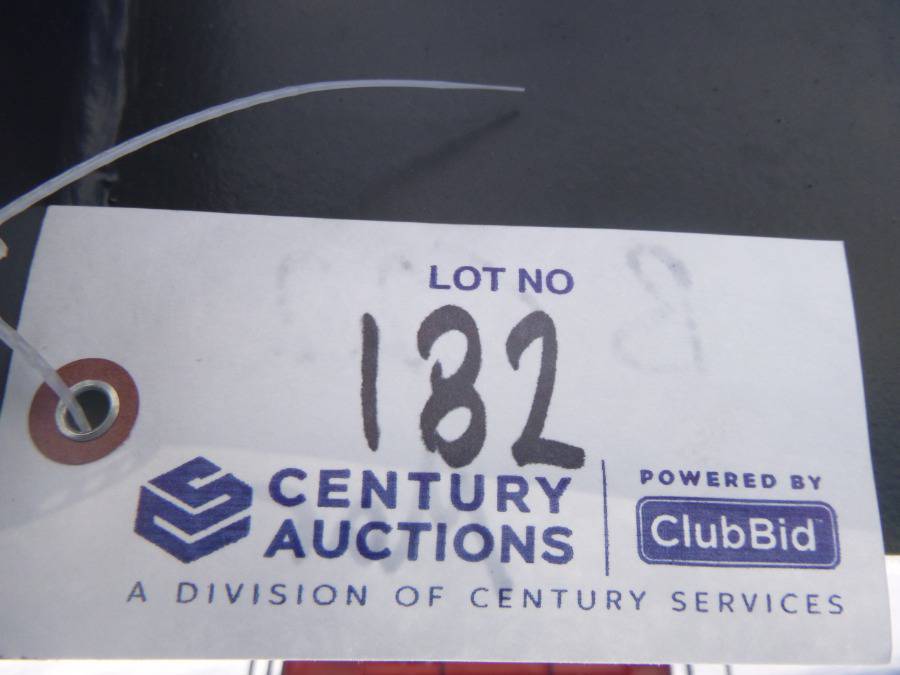 LOT NO
182
CENTURY
AUCTIONS
POWERED BY
ClubBid
A DIVISION OF CENTURY SERVICES